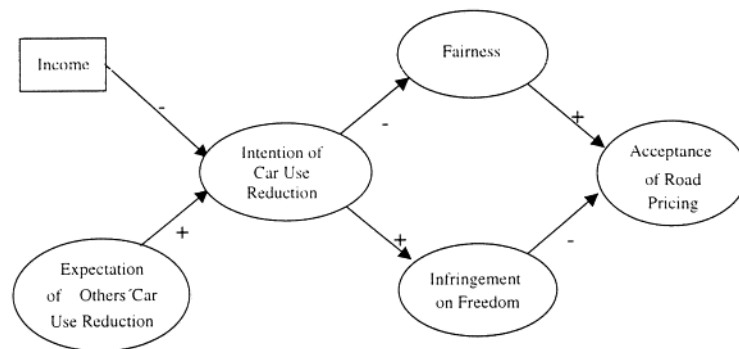 Income
-
Expectation
of Others´Car
Use Reduction
+
Intention of
Car Use
Reduction
-
+
Fairness
+
Infringement
on Freedom
-
Acceptance
of Road
Pricing